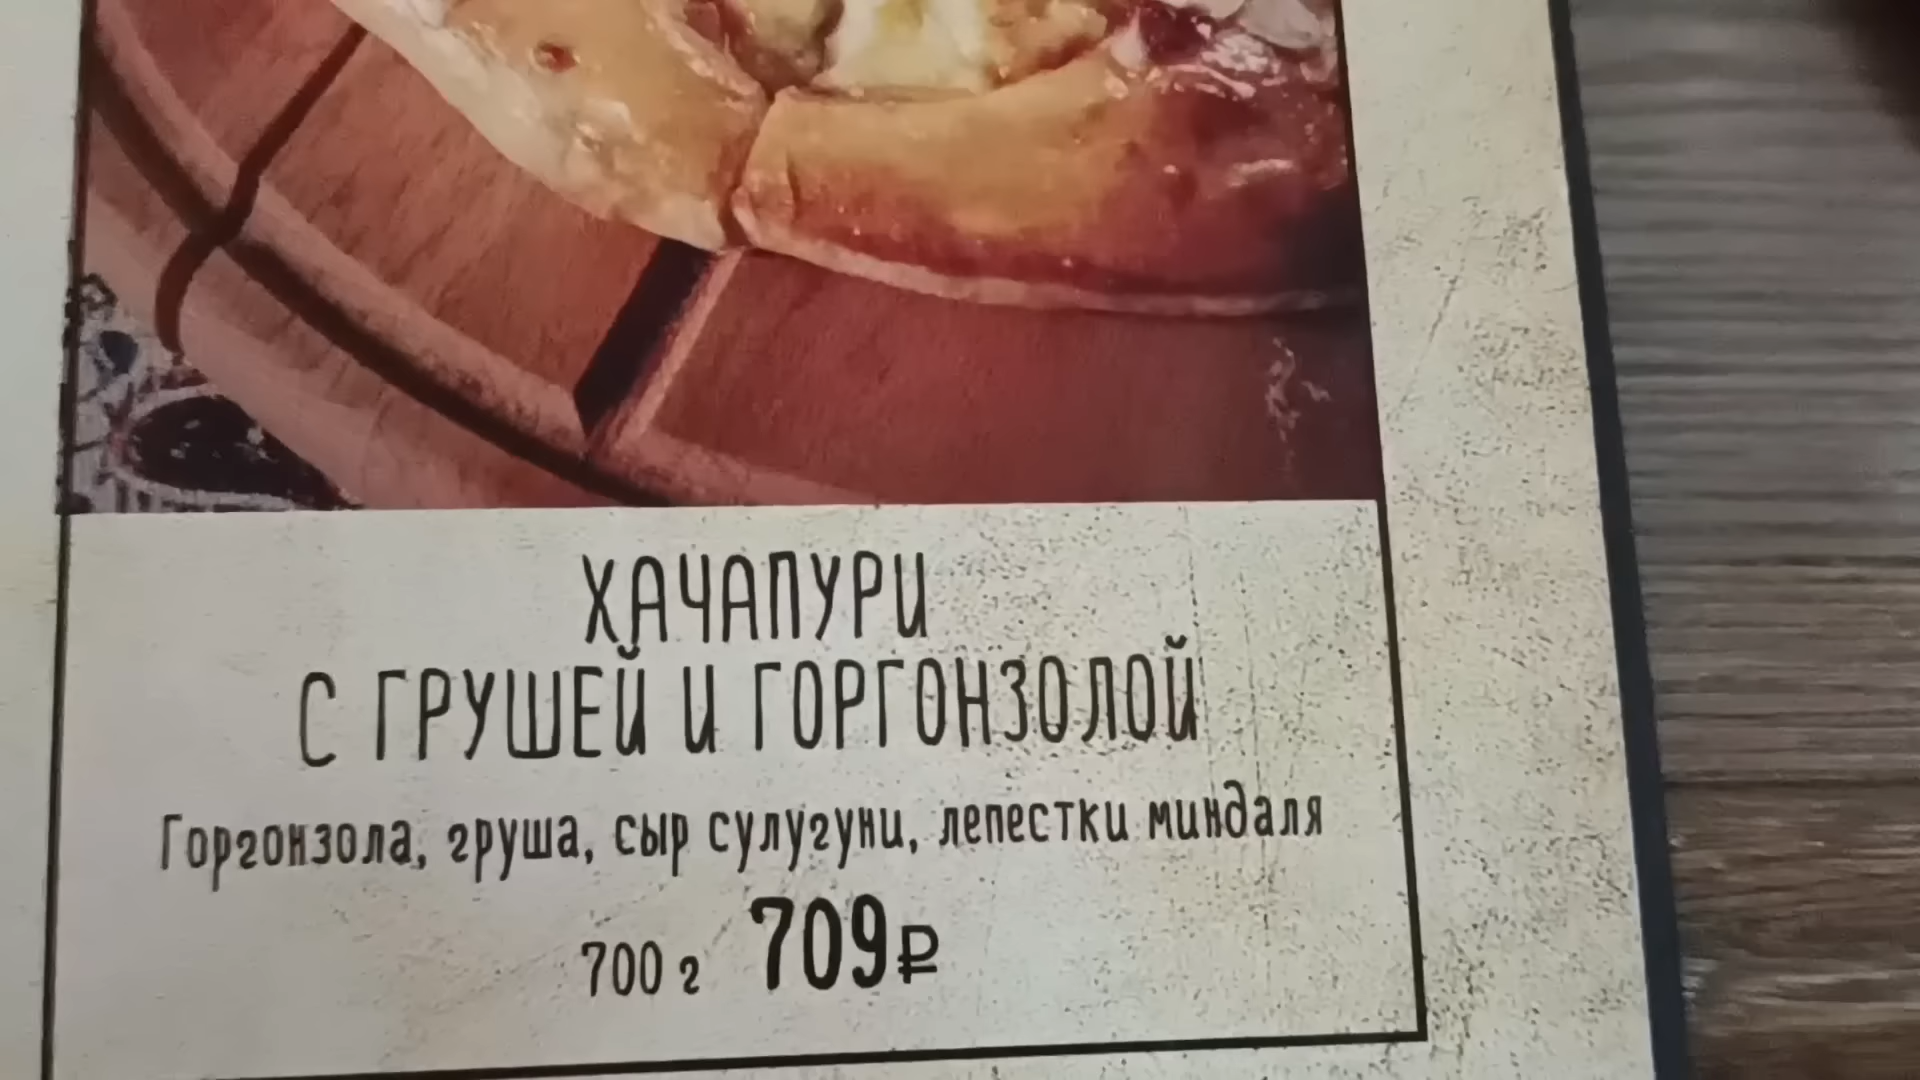 ХАЧАПУРИ
С ГРУШЕЙ И ГОРГОНЗОЛОЙ
Горгонзола, груша, сыр сулугуни, лепестки миндаля
700 г 709₽